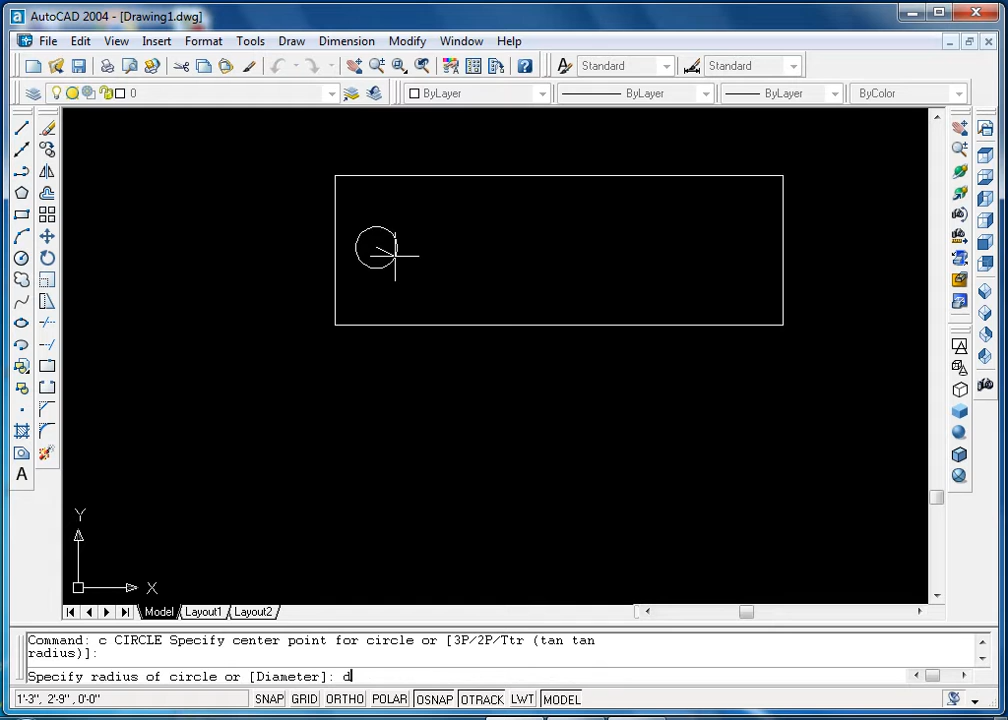 AutoCAD 2004 - [Drawing1.dwg]
File Edit View Insert Format Tools Draw Dimension Modify Window Help
Standard Standard
0 ByLayer ByLayer ByLayer ByColor
A
Y
X
Model Layout1 Layout2
Command: c CIRCLE Specify center point for circle or [3P/2P/Ttr (tan tan
radius)]:
Specify radius of circle or [Diameter]: d
1'-3", 2'-9" ,0'-0" SNAP GRID ORTHO POLAR OSNAP OTRACK LWT MODEL